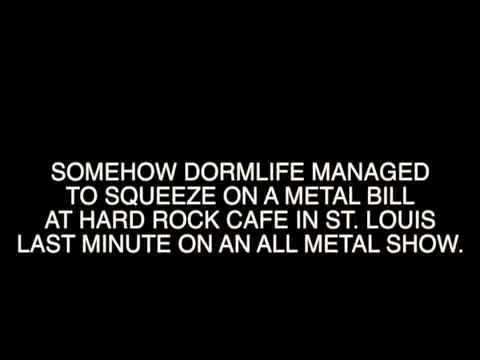 SOMEHOW DORMLIFE MANAGED
TO SQUEEZE ON A METAL BILL
AT HARD ROCK CAFE IN ST. LOUIS
LAST MINUTE ON AN ALL METAL SHOW.